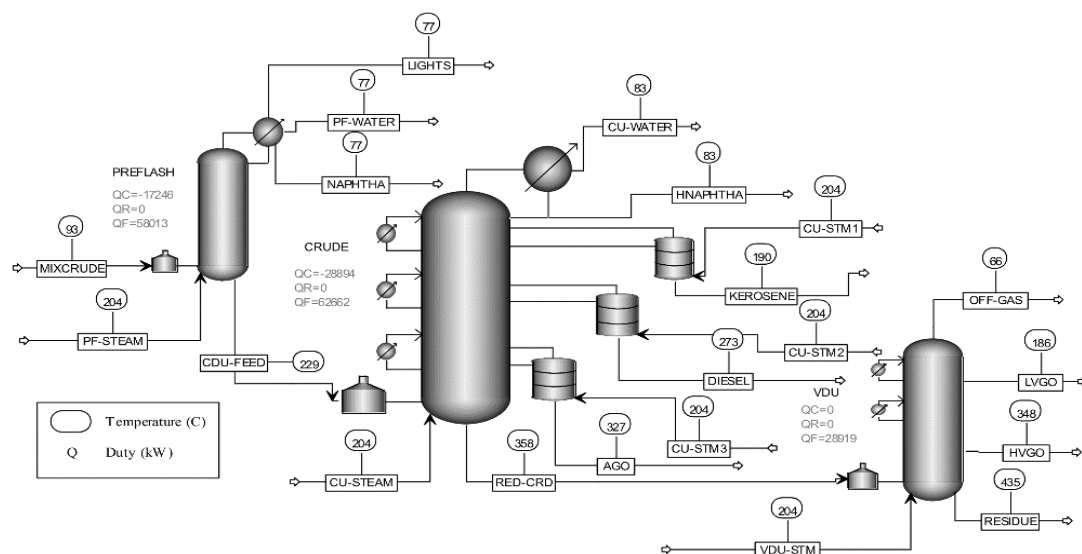 77
LIGHTS
77
PF-WATER
77
NAPHTHA
PREFLASH
QC=-17246
QR=0
QF=58013
93
MIXCRUDE
204
PF-STEAM
CDU-FEED
229
83
CU-WATER
83
HNAPHTHA
204
CU-STM1
190
KEROSENE
CRUDE
QC=-28894
QR=0
QF=62662
204
CU-STM2
273
DIESEL
204
CU-STM3
327
AGO
204
CU-STEAM
358
RED-CRD
66
OFF-GAS
186
LVGO
VDU
QC=0
QR=0
QF=28919
348
HVGO
435
RESIDUE
204
VDU-STM
Temperature (C)
Q Duty (kW)